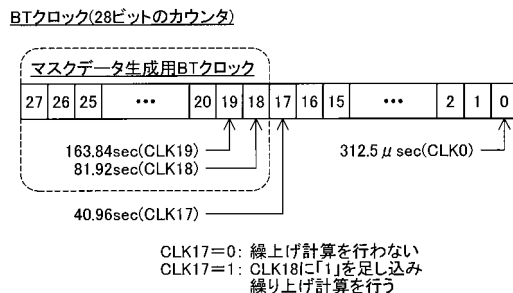 BTクロック(28ビットのカウンタ)
マスクデータ生成用BTクロック
27 26 25 ••• 20 19 18 17 16 15 ••• 2 1 0
163.84sec(CLK19)
312.5μsec(CLK0)
81.92sec(CLK18)
40.96sec(CLK17)
CLK17=0: 繰上げ計算を行わない
CLK17=1: CLK18に「1」を足し込み
繰り上げ計算を行う